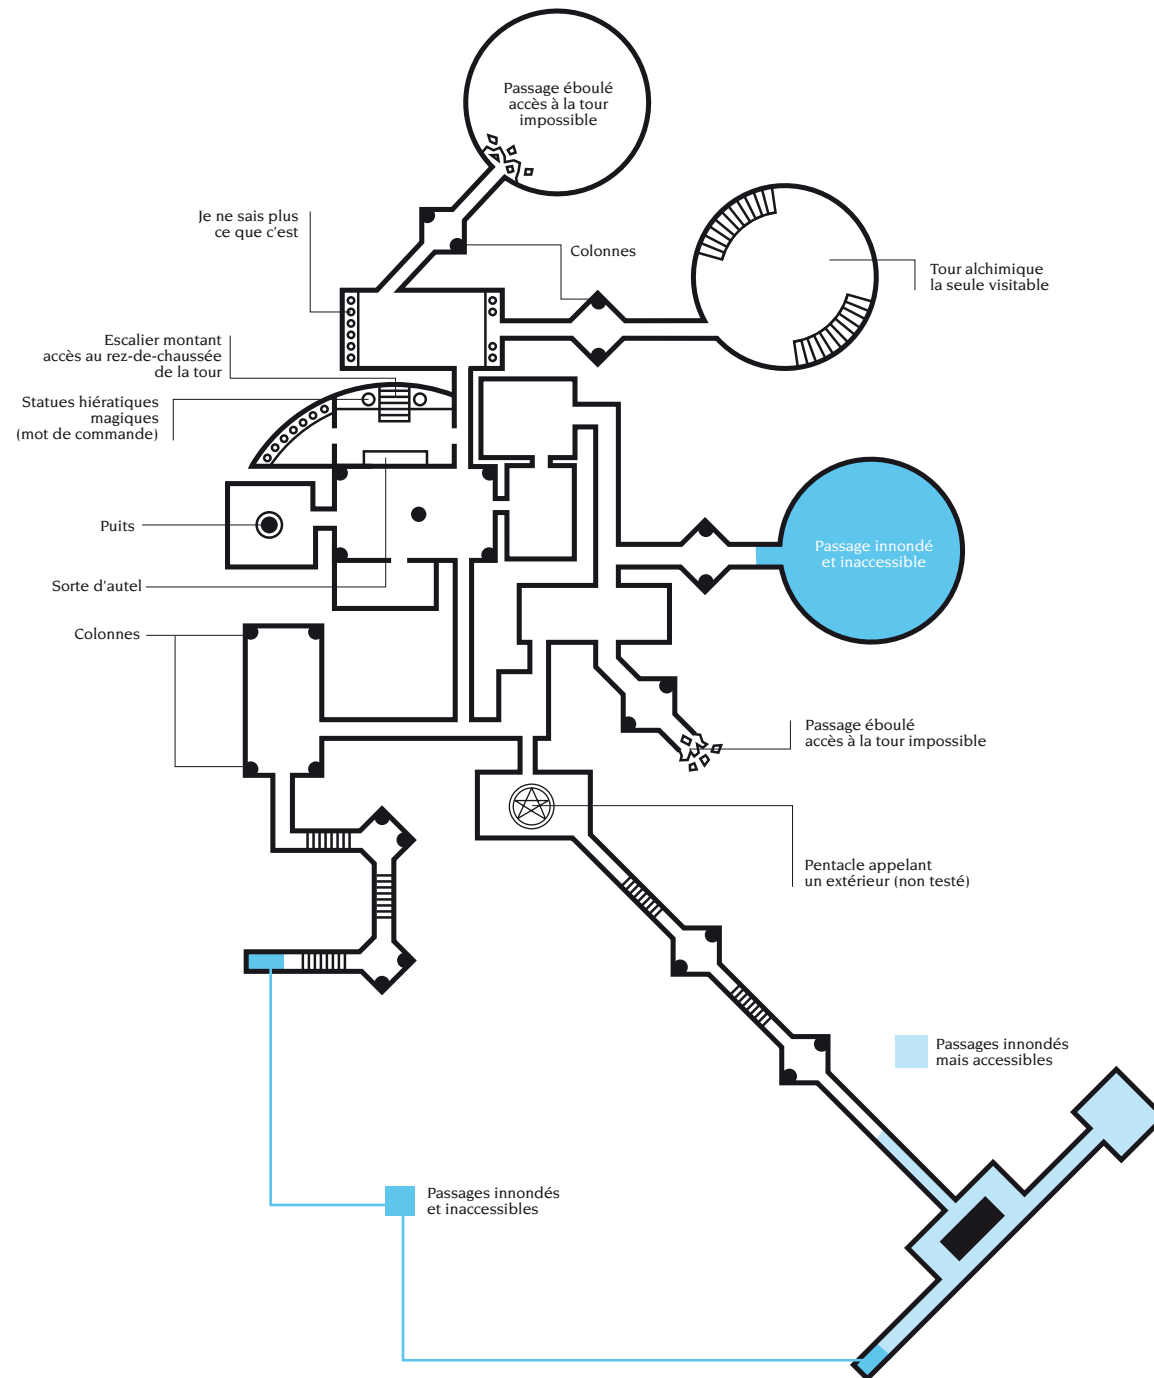 Passage éboulé
accès à la tour
impossible
Je ne sais plus
ce que c'est
Colonnes
Tour alchimique
la seule visitable
Escalier montant
accès au rez-de-chaussée
de la tour
Statues hiératiques
magiques
(mot de commande)
Puits
Passage innondé
et inaccessible
Sorte d'autel
Colonnes
Passage éboulé
accès à la tour impossible
Pentacle appelant
un extérieur (non testé)
Passages innondés
mais accessibles
Passages innondés
et inaccessibles